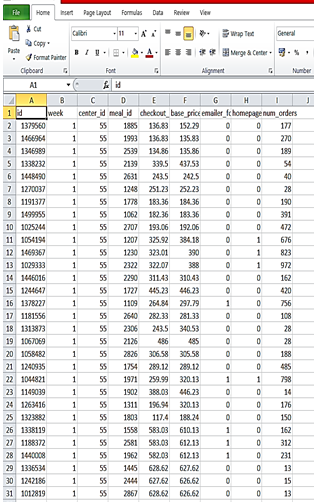 File Home Insert Page Layout Formulas Data Review View
Cut
Copy
Format Painter
Paste
Clipboard
Calibri 11 A A
B I U A
Font
Wrap Text
Merge & Center
Alignment
General
$ %
Num
A1 fx id
A B C D E F G H I J
1 id week center_id meal_id checkout_ base_price emailer_fo homepage num_orders
2 1379560 1 55 1885 136.83 152.29 0 0 177
3 1466964 1 55 1993 136.83 135.83 0 0 270
4 1346989 1 55 2539 134.86 135.86 0 0 189
5 1338232 1 55 2139 339.5 437.53 0 0 54
6 1448490 1 55 2631 243.5 242.5 0 0 40
7 1270037 1 55 1248 251.23 252.23 0 0 28
8 1191377 1 55 1778 183.36 184.36 0 0 190
9 1499955 1 55 1062 182.36 183.36 0 0 391
10 1025244 1 55 2707 193.06 192.06 0 0 472
11 1054194 1 55 1207 325.92 384.18 0 1 676
12 1469367 1 55 1230 323.01 390 0 1 823
13 1029333 1 55 2322 322.07 388 0 1 972
14 1446016 1 55 2290 311.43 310.43 0 0 162
15 1244647 1 55 1727 445.23 446.23 0 0 420
16 1378227 1 55 1109 264.84 297.79 1 0 756
17 1181556 1 55 2640 282.33 281.33 0 0 108
18 1313873 1 55 2306 243.5 340.53 0 0 28
19 1067069 1 55 2126 486 485 0 0 28
20 1058482 1 55 2826 306.58 305.58 0 0 188
21 1240935 1 55 1754 289.12 289.12 0 0 485
22 1044821 1 55 1971 259.99 320.13 1 1 798
23 1149039 1 55 1902 388.03 446.23 0 0 14
24 1263416 1 55 1311 196.94 320.13 0 0 176
25 1323882 1 55 1803 117.4 188.24 0 0 150
26 1338119 1 55 1558 583.03 610.13 1 0 162
27 1188372 1 55 2581 583.03 612.13 1 0 312
28 1440008 1 55 1962 582.03 612.13 1 0 231
29 1336534 1 55 1445 628.62 627.62 0 0 13
30 1242186 1 55 2444 627.62 626.62 0 0 15
31 1012819 1 55 2867 628.62 626.62 0 0 13